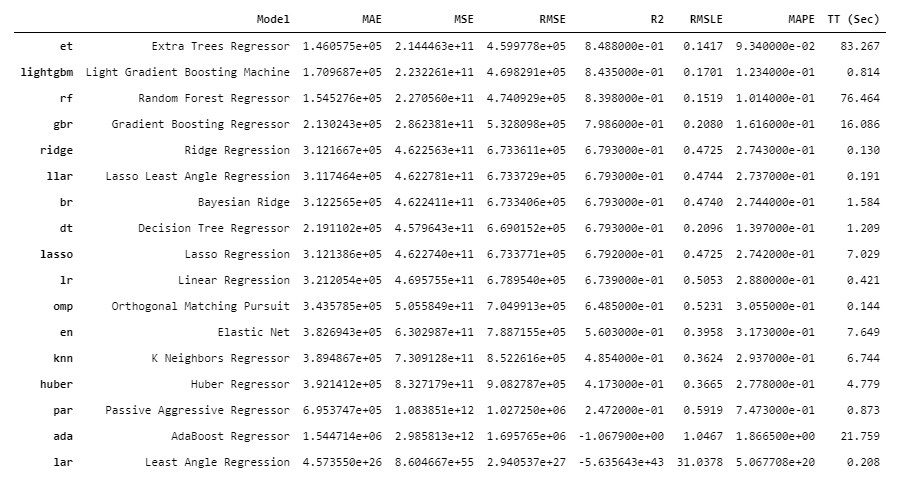 Model MAE MSE RMSE R2 RMSLE MAPE TT (Sec)
et Extra Trees Regressor 1.460575e+05 2.144463e+11 4.599778e+05 8.488000e-01 0.1417 9.340000e-02 83.267
lightgbm Light Gradient Boosting Machine 1.709687e+05 2.232261e+11 4.698291e+05 8.435000e-01 0.1701 1.234000e-01 0.814
rf Random Forest Regressor 1.545276e+05 2.270560e+11 4.740929e+05 8.398000e-01 0.1519 1.014000e-01 76.464
gbr Gradient Boosting Regressor 2.130243e+05 2.862381e+11 5.328098e+05 7.986000e-01 0.2080 1.616000e-01 16.086
ridge Ridge Regression 3.121667e+05 4.622563e+11 6.733611e+05 6.793000e-01 0.4725 2.743000e-01 0.130
llar Lasso Least Angle Regression 3.117464e+05 4.622781e+11 6.733729e+05 6.793000e-01 0.4744 2.737000e-01 0.191
br Bayesian Ridge 3.122565e+05 4.622411e+11 6.733406e+05 6.793000e-01 0.4740 2.744000e-01 1.584
dt Decision Tree Regressor 2.191102e+05 4.579643e+11 6.690152e+05 6.793000e-01 0.2096 1.397000e-01 1.209
lasso Lasso Regression 3.121386e+05 4.622740e+11 6.733771e+05 6.792000e-01 0.4725 2.742000e-01 7.029
lr Linear Regression 3.212054e+05 4.695755e+11 6.789540e+05 6.739000e-01 0.5053 2.880000e-01 0.421
omp Orthogonal Matching Pursuit 3.435785e+05 5.055849e+11 7.049913e+05 6.485000e-01 0.5231 3.055000e-01 0.144
en Elastic Net 3.826943e+05 6.302987e+11 7.887155e+05 5.603000e-01 0.3958 3.173000e-01 7.649
knn K Neighbors Regressor 3.894867e+05 7.309128e+11 8.522616e+05 4.854000e-01 0.3624 2.937000e-01 6.744
huber Huber Regressor 3.921412e+05 8.327179e+11 9.082787e+05 4.173000e-01 0.3665 2.778000e-01 4.779
par Passive Aggressive Regressor 6.953747e+05 1.083851e+12 1.027250e+06 2.472000e-01 0.5919 7.473000e-01 0.873
ada AdaBoost Regressor 1.544714e+06 2.985813e+12 1.695765e+06 -1.067900e+00 1.0467 1.866500e+00 21.759
lar Least Angle Regression 4.573550e+26 8.604667e+55 2.940537e+27 -5.635643e+43 31.0378 5.067708e+20 0.208